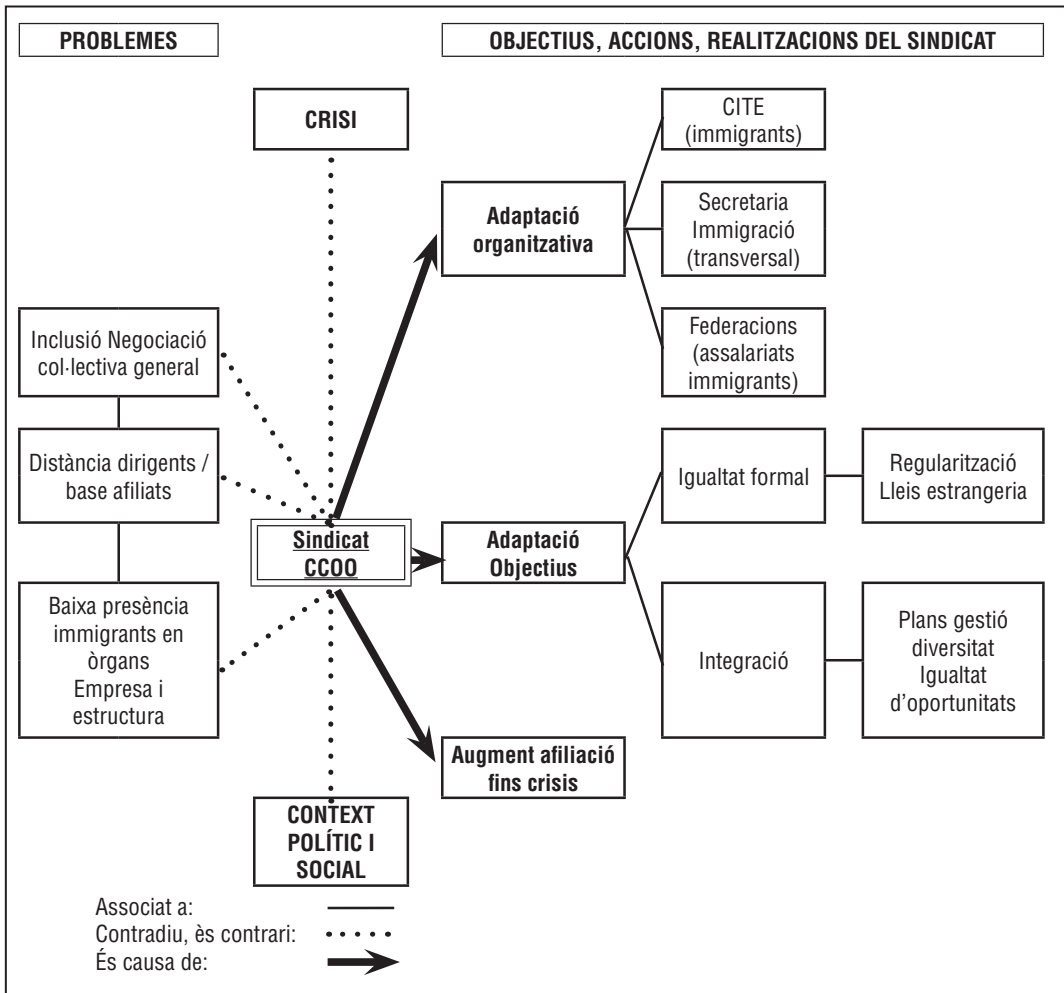 PROBLEMES
OBJECTIUS, ACCIONS, REALITZACIONS DEL SINDICAT
CRISI
CITE
(immigrants)
Adaptació
organitzativa
Secretaria
Immigració
(transversal)
Federacions
(assalariats
immigrants)
Inclusió Negociació
col·lectiva general
Distància dirigents /
base afiliats
Baixa presència
immigrants en
òrgans
Empresa i
estructura
Sindicat
CCOO
Adaptació
Objectius
Igualtat formal
Regularització
Lleis estrangeria
Integració
Plans gestió
diversitat
Igualtat
d’oportunitats
Augment afiliació
fins crisis
CONTEXT
POLÍTIC I
SOCIAL
Associat a:
Contradiu, ès contrari:
És causa de: